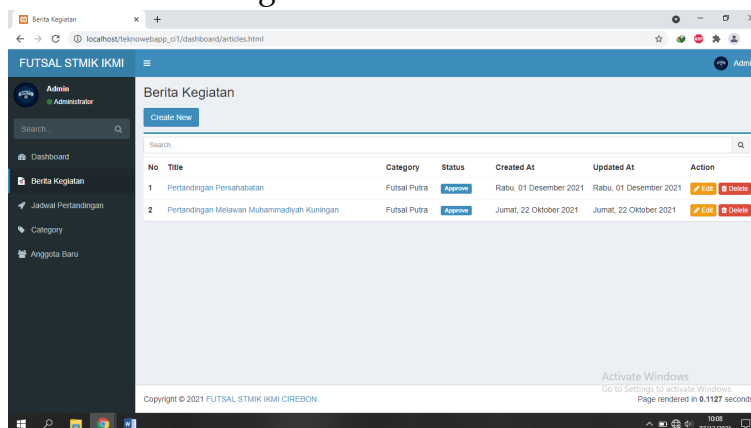 Berita Kegiatan
localhost/teknowebapp_ci1/dashboard/articles.html
FUTSAL STMIK IKMI
Admi
Admin
Administrator
Search...
Dashboard
Berita Kegiatan
Jadwal Pertandingan
Category
Anggota Baru
Berita Kegiatan
Create New
Search...
No Title Category Status Created At Updated At Action
1 Pertandingan Persahabatan Futsal Putra Approve Rabu, 01 Desember 2021 Rabu, 01 Desember 2021 Edit Delete
2 Pertandingan Melawan Muhammadiyah Kuningan Futsal Putra Approve Jumat, 22 Oktober 2021 Jumat, 22 Oktober 2021 Edit Delete
Activate Windows
Go to Settings to activate Windows.
Copyright © 2021 FUTSAL STMIK IKMI CIREBON.
Page rendered in 0.1127 seconds
10:08